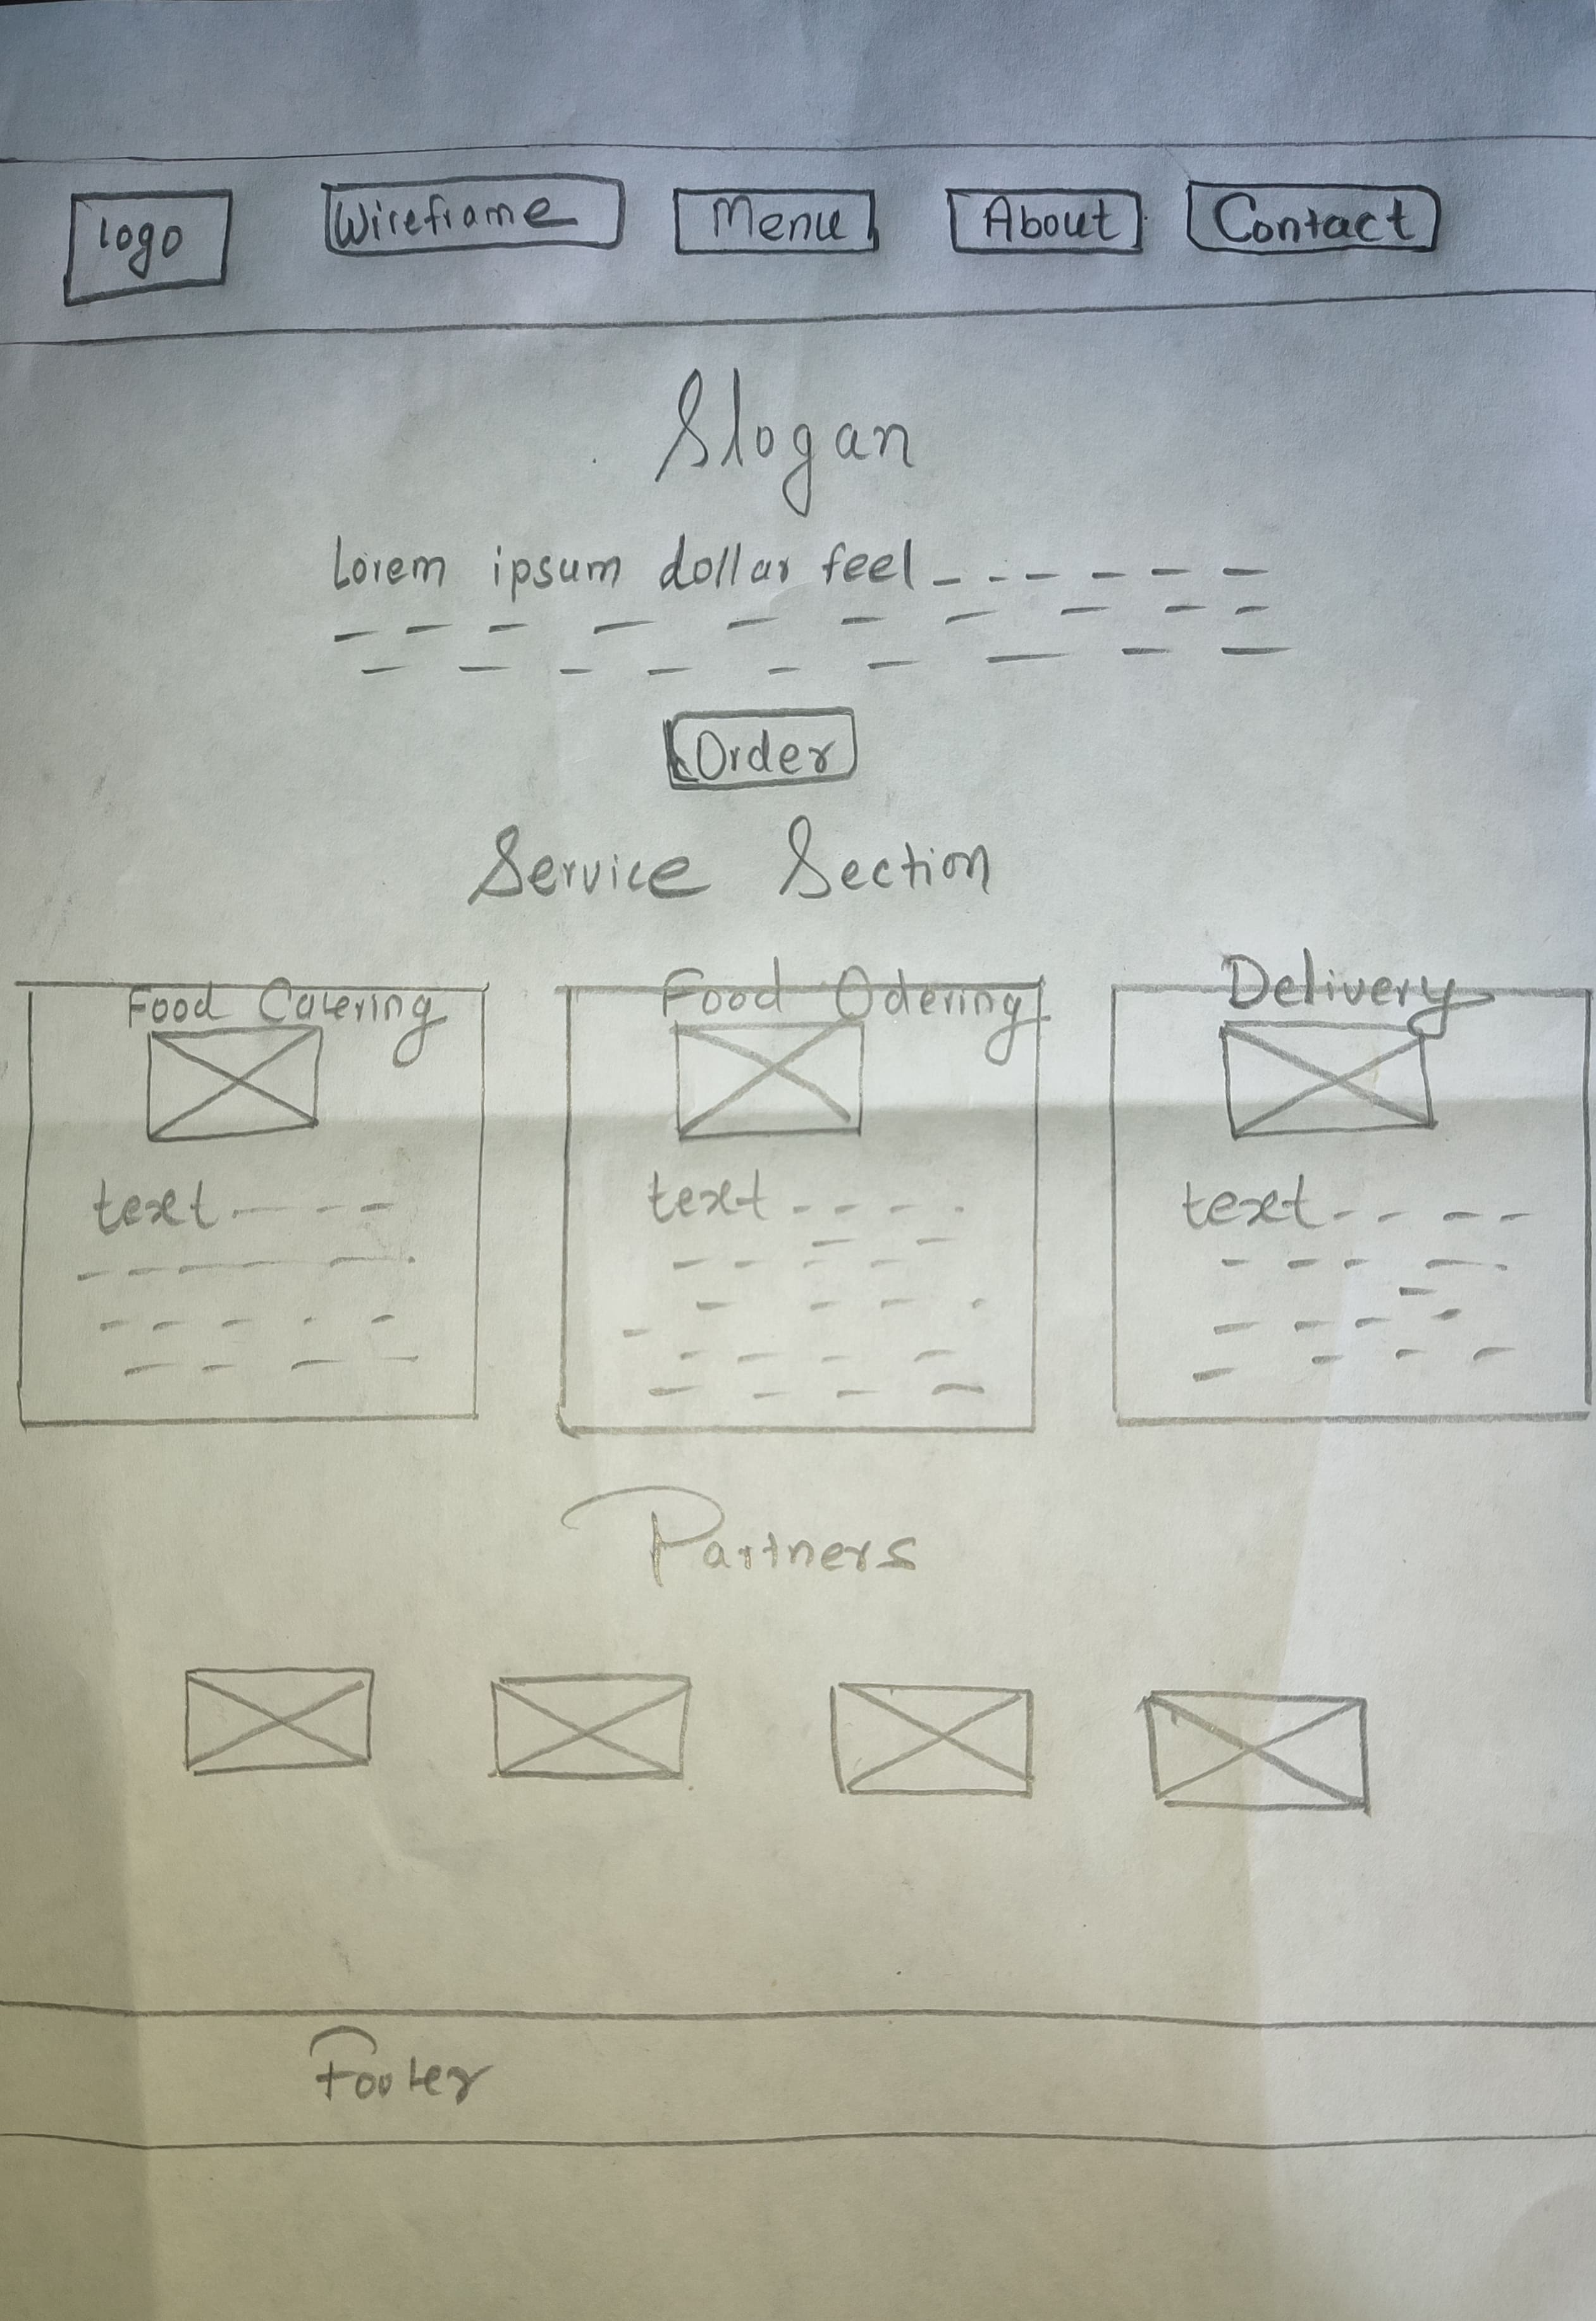 logo Wireframe Menu About Contact
Slogan
Lorem ipsum dollar feel
Order
Service Section
Food Catering Food Odering Delivery
text text text
Partners
Footer